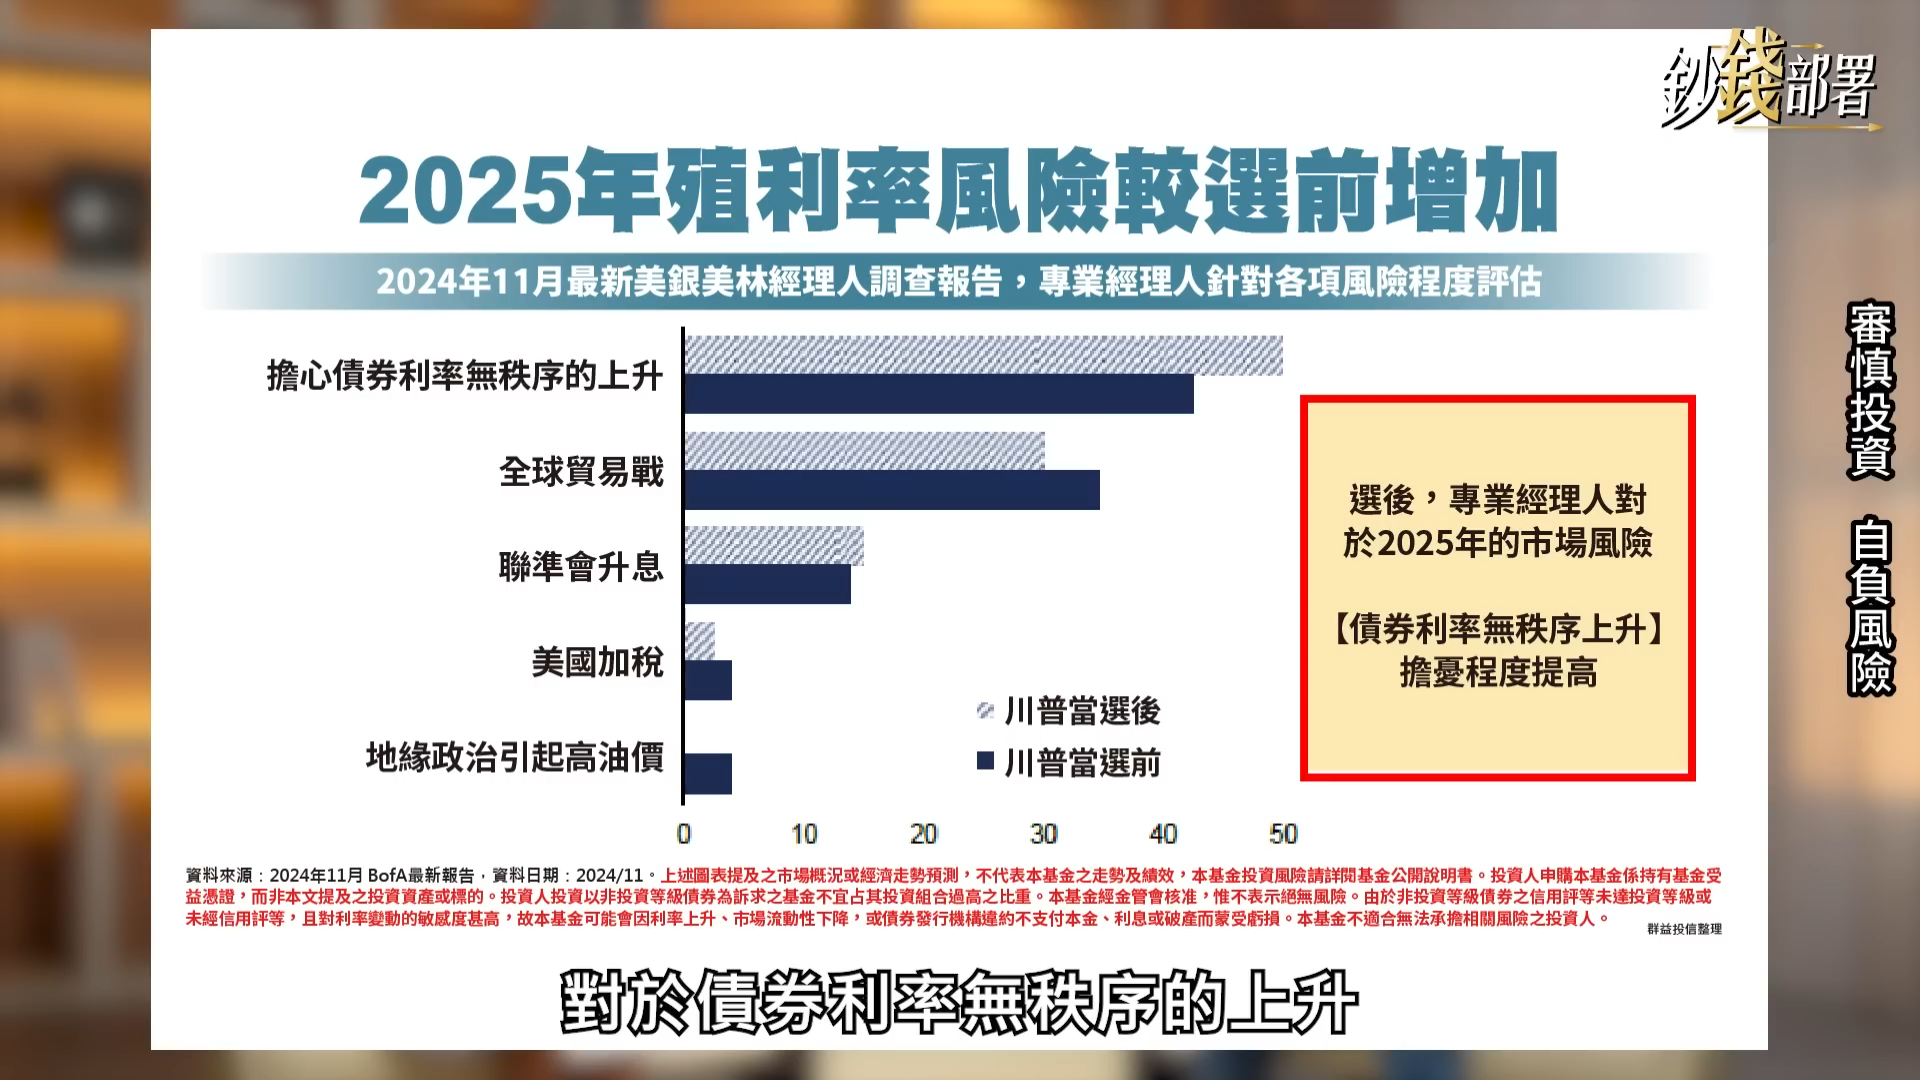 鈔錢部署
2025年殖利率風險較選前增加
2024年11月最新美銀美林經理人調查報告，專業經理人針對各項風險程度評估
擔心債券利率無秩序的上升
全球貿易戰
聯準會升息
美國加稅
地緣政治引起高油價
川普當選後
川普當選前
0 10 20 30 40 50
選後，專業經理人對
於2025年的市場風險
【債券利率無秩序上升】
擔憂程度提高
審慎投資 自負風險
資料來源：2024年11月 BofA最新報告，資料日期：2024/11。上述圖表提及之市場概況或經濟走勢預測，不代表本基金之走勢及績效，本基金投資風險請詳閱基金公開說明書。投資人申購本基金係持有基金受
益憑證，而非本文提及之投資資產或標的。投資人投資以非投資等級債券為訴求之基金不宜占其投資組合過高之比重。本基金經金管會核准，惟不表示絕無風險。由於非投資等級債券之信用評等未達投資等級或
未經信用評等，且對利率變動的敏感度甚高，故本基金可能會因利率上升、市場流動性下降，或債券發行機構違約不支付本金、利息或破產而蒙受虧損。本基金不適合無法承擔相關風險之投資人。
群益投信整理
對於債券利率無秩序的上升